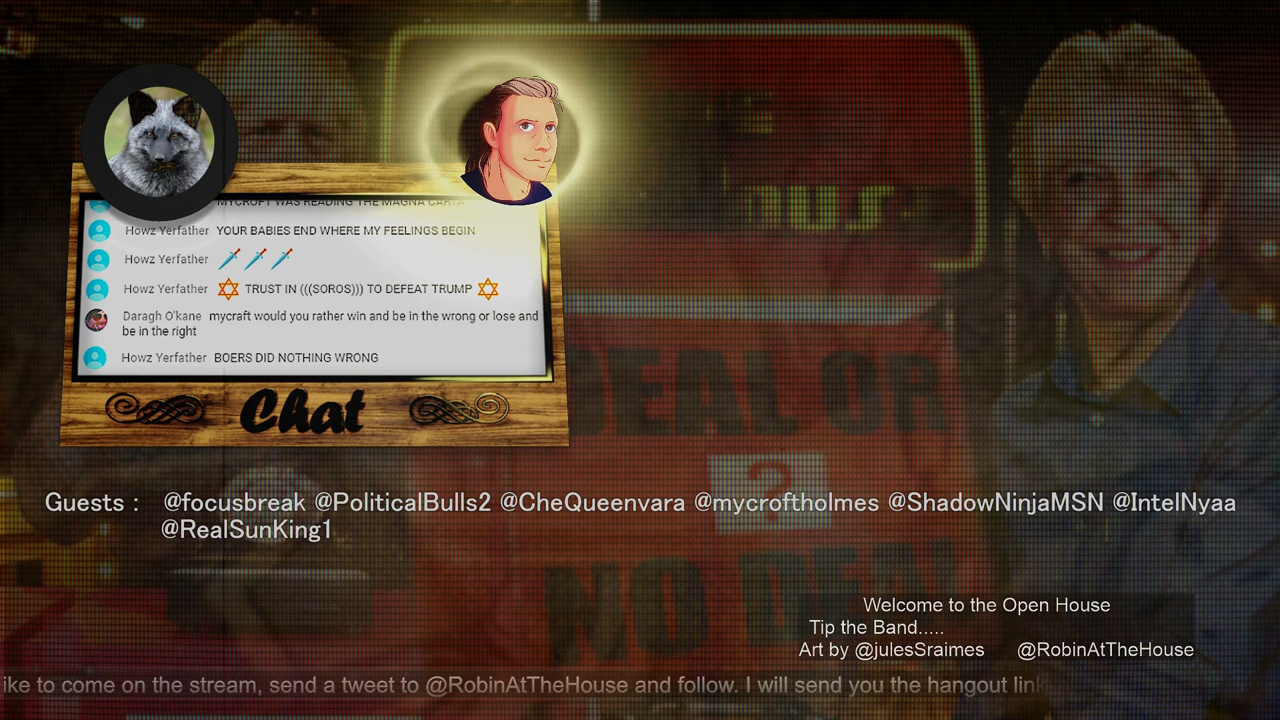 MYCROFT WAS READING THE MAGNA CARTA
Howz Yerfather YOUR BABIES END WHERE MY FEELINGS BEGIN
Howz Yerfather 🗡🗡🗡
Howz Yerfather ✡ TRUST IN (((SOROS))) TO DEFEAT TRUMP ✡
Daragh O'kane mycraft would you rather win and be in the wrong or lose and
be in the right
Howz Yerfather BOERS DID NOTHING WRONG
Chat
DEAL OR
?
NO DEAL
Guests : @focusbreak @PoliticalBulls2 @CheQueenvara @mycroftholmes @ShadowNinjaMSN @IntelNyaa
@RealSunKing1
Welcome to the Open House
Tip the Band.....
Art by @julesSraimes @RobinAtTheHouse
ike to come on the stream, send a tweet to @RobinAtTheHouse and follow. I will send you the hangout link